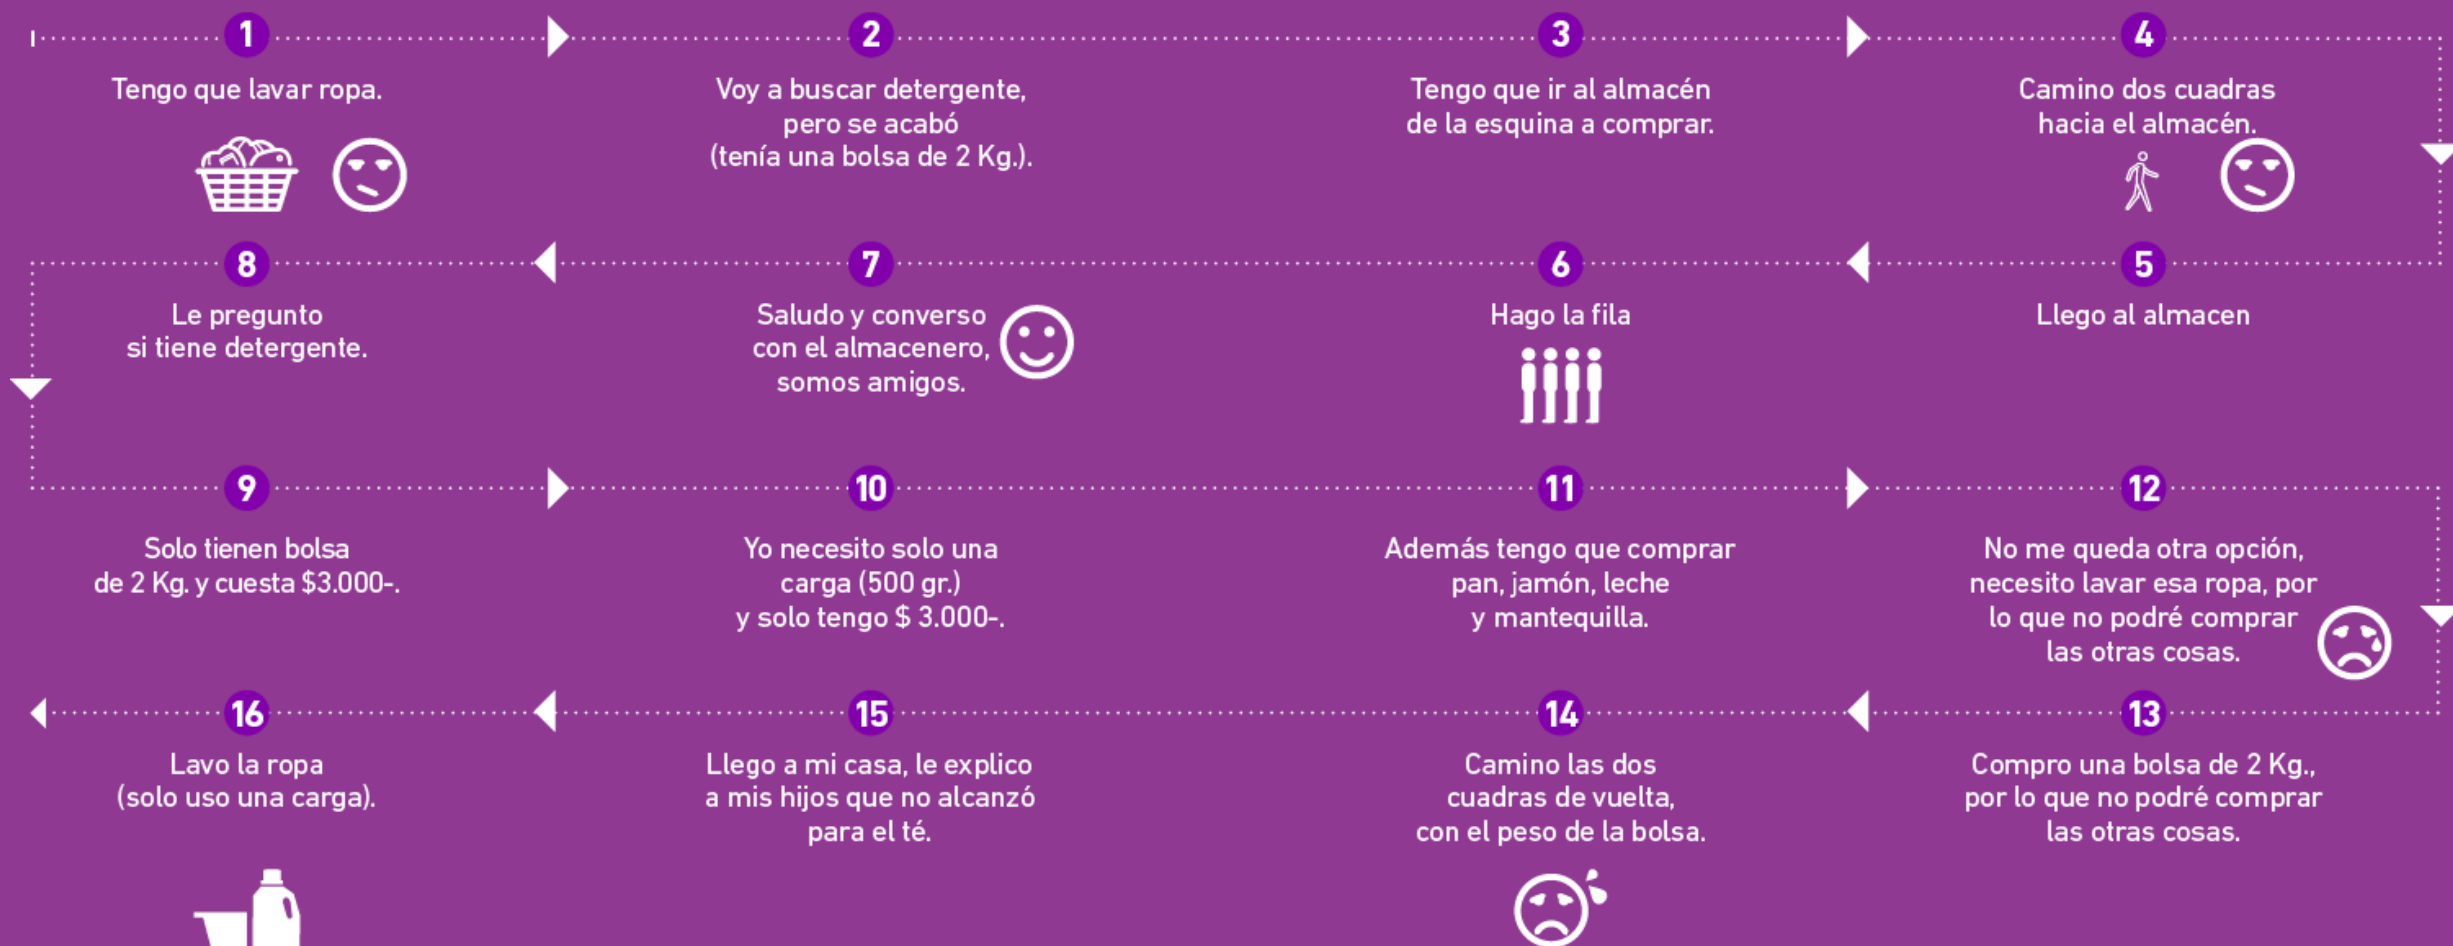 1
Tengo que lavar ropa.
2
Voy a buscar detergente,
pero se acabó
(tenía una bolsa de 2 Kg.).
3
Tengo que ir al almacén
de la esquina a comprar.
4
Camino dos cuadras
hacia el almacén.
5
Llego al almacen
6
Hago la fila
7
Saludo y converso
con el almacenero,
somos amigos.
8
Le pregunto
si tiene detergente.
9
Solo tienen bolsa
de 2 Kg. y cuesta $3.000-.
10
Yo necesito solo una
carga (500 gr.)
y solo tengo $ 3.000-.
11
Además tengo que comprar
pan, jamón, leche
y mantequilla.
12
No me queda otra opción,
necesito lavar esa ropa, por
lo que no podré comprar
las otras cosas.
13
Compro una bolsa de 2 Kg.,
por lo que no podré comprar
las otras cosas.
14
Camino las dos
cuadras de vuelta,
con el peso de la bolsa.
15
Llego a mi casa, le explico
a mis hijos que no alcanzó
para el té.
16
Lavo la ropa
(solo uso una carga).